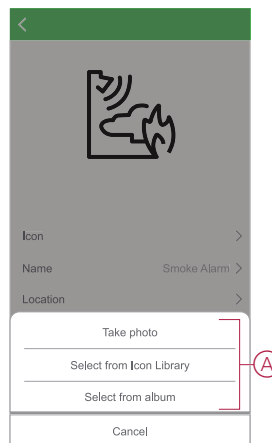 Icon
Name Smoke Alarm
Location
Take photo
Select from Icon Library
A
Select from album
Cancel